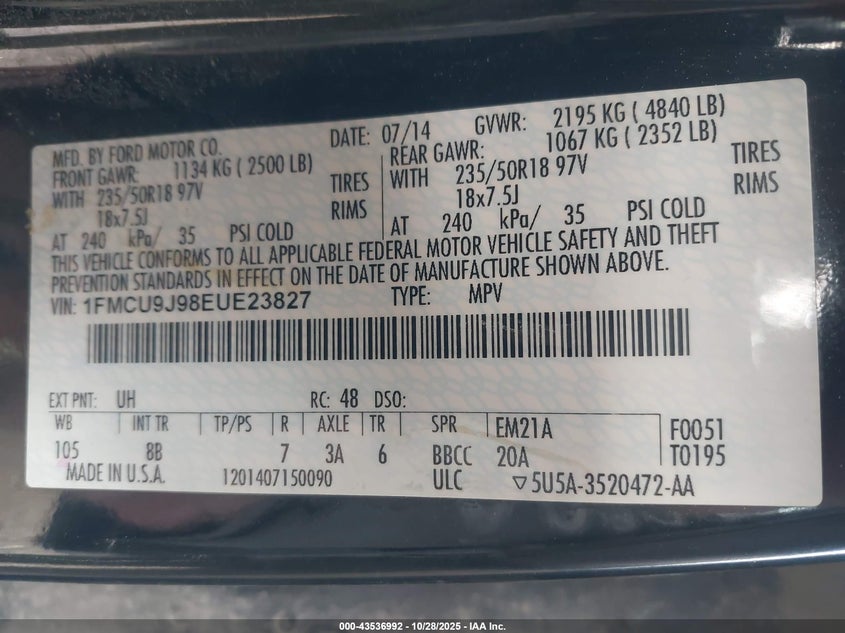 MFD. BY FORD MOTOR CO. DATE: 07/14 GVWR: 2195 KG ( 4840 LB)
FRONT GAWR: 1134 KG ( 2500 LB) REAR GAWR: 1067 KG ( 2352 LB)
WITH 235/50R18 97V TIRES WITH 235/50R18 97V TIRES
18x7.5J RIMS 18x7.5J RIMS
AT 240 kPa/ 35 PSI COLD AT 240 kPa/ 35 PSI COLD
THIS VEHICLE CONFORMS TO ALL APPLICABLE FEDERAL MOTOR VEHICLE SAFETY AND THEFT
PREVENTION STANDARDS IN EFFECT ON THE DATE OF MANUFACTURE SHOWN ABOVE.
VIN: 1FMCU9J98EUE23827 TYPE: MPV
EXT PNT: UH RC: 48 DSO:
WB INT TR TP/PS R AXLE TR SPR EM21A F0051
105 8B 7 3A 6 BBCC 20A T0195
MADE IN U.S.A. 1201407150090 ULC ▽5U5A-3520472-AA
000-43536992 | 10/28/2025 | IAA Inc.